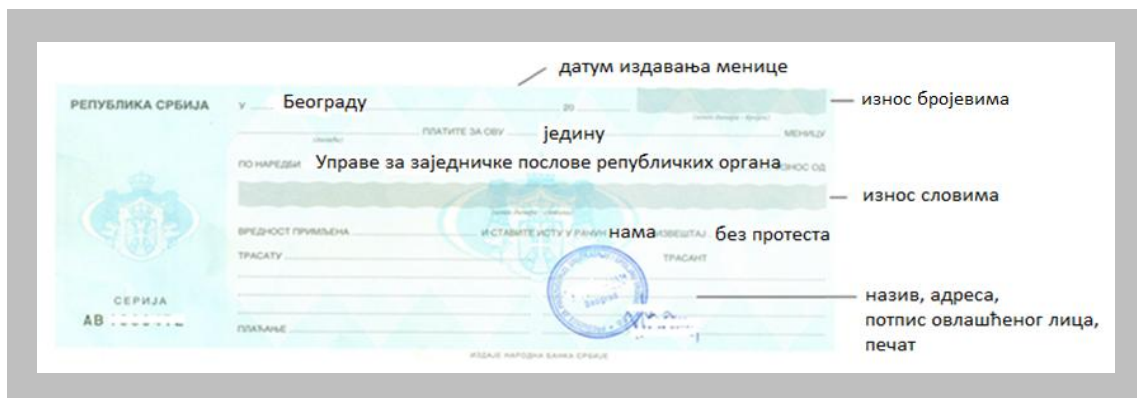 датум издавања менице
РЕПУБЛИКА СРБИЈА У Београду 20 износ бројевима
ПЛАТИТЕ ЗА ОВУ једину МЕНИЦУ
ПО НАРЕДБИ Управе за заједничке послове републичких органа ИЗНОС ОД
износ словима
ВРЕДНОСТ ПРИМЉЕНА И СТАВИТЕ ИСТУ У РАЧУН нама ИЗВЕШТАЈ без протеста
ТРАСАТУ ТРАСАНТ
СЕРИЈА
АВ
назив, адреса,
потпис овлашћеног лица,
печат
ПЛАЋАЊЕ
ИЗДАЈЕ НАРОДНА БАНКА СРБИЈЕ